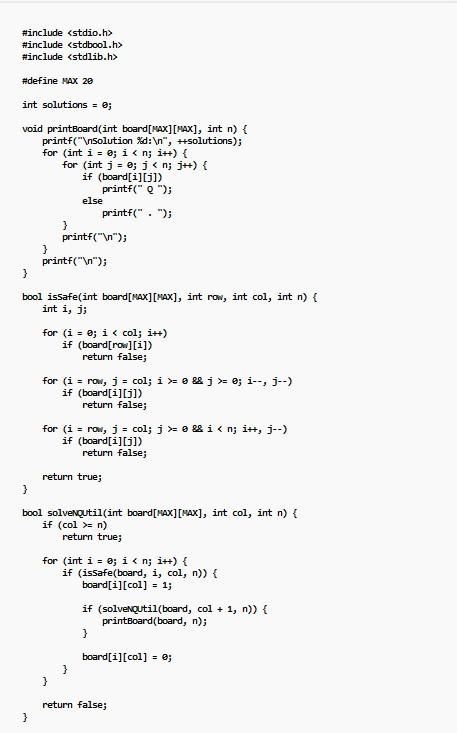 #include <stdio.h>
#include <stdbool.h>
#include <stdlib.h>

#define MAX 20

int solutions = 0;

void printBoard(int board[MAX][MAX], int n) {
    printf("\nSolution %d:\n", ++solutions);
    for (int i = 0; i < n; i++) {
        for (int j = 0; j < n; j++) {
            if (board[i][j])
                printf(" Q ");
            else
                printf(" . ");
        }
        printf("\n");
    }
    printf("\n");
}

bool isSafe(int board[MAX][MAX], int row, int col, int n) {
    int i, j;

    for (i = 0; i < col; i++)
        if (board[row][i])
            return false;

    for (i = row, j = col; i >= 0 && j >= 0; i--, j--)
        if (board[i][j])
            return false;

    for (i = row, j = col; j >= 0 && i < n; i++, j--)
        if (board[i][j])
            return false;

    return true;
}

bool solveNQUtil(int board[MAX][MAX], int col, int n) {
    if (col >= n)
        return true;

    for (int i = 0; i < n; i++) {
        if (isSafe(board, i, col, n)) {
            board[i][col] = 1;

            if (solveNQUtil(board, col + 1, n)) {
                printBoard(board, n);
            }

            board[i][col] = 0;
        }
    }

    return false;
}